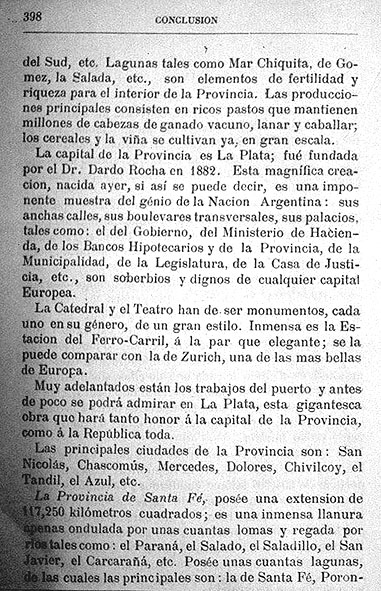 398
CONCLUSION
del Sud, etc. Lagunas tales como Mar Chiquita, de Go-
mez, la Salada, etc., son elementos de fertilidad y
riqueza para el interior de la Provincia. Las produccio-
nes principales consisten en ricos pastos que mantienen
millones de cabezas de ganado vacuno, lanar y caballar;
los cereales y la viña se cultivan ya, en gran escala.
La capital de la Provincia es La Plata; fué fundada
por el Dr. Dardo Rocha en 1882. Esta magnífica crea-
cion, nacida ayer, si así se puede decir, es una impo-
nente muestra del génio de la Nacion Argentina: sus
anchas calles, sus boulevares transversales, sus palacios,
tales como: el del Gobierno, del Ministerio de Hacien-
da, de los Bancos Hipotecarios y de la Provincia, de la
Municipalidad, de la Legislatura, de la Casa de Justi-
cia, etc., son soberbios y dignos de cualquier capital
Europea.
La Catedral y el Teatro han de ser monumentos, cada
uno en su género, de un gran estilo. Inmensa es la Es-
tacion del Ferro-Carril, á la par que elegante; se la
puede comparar con la de Zurich, una de las mas bellas
de Europa.
Muy adelantados están los trabajos del puerto y antes
de poco se podrá admirar en La Plata, esta gigantesca
obra que hará tanto honor á la capital de la Provincia,
como á la República toda.
Las principales ciudades de la Provincia son: San
Nicolás, Chascomús, Mercedes, Dolores, Chivilcoy, el
Tandil, el Azul, etc.
La Provincia de Santa Fé, posée una extension de
117,250 kilómetros cuadrados; es una inmensa llanura
apenas ondulada por unas cuantas lomas y regada por
rios tales como: el Paraná, el Salado, el Saladillo, el San
Javier, el Carcarañá, etc. Posée unas cuantas lagunas,
de las cuales las principales son: la de Santa Fé, Poron-